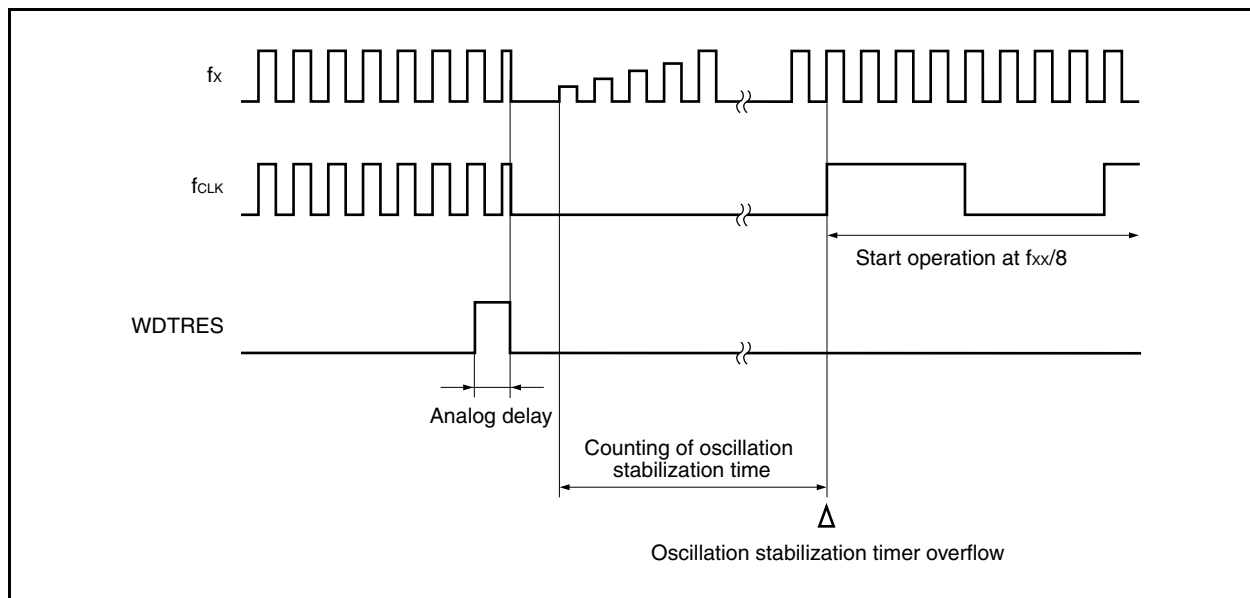 fX
fCLK
Start operation at fXX/8
WDTRES
Analog delay
Counting of oscillation
stabilization time
Oscillation stabilization timer overflow